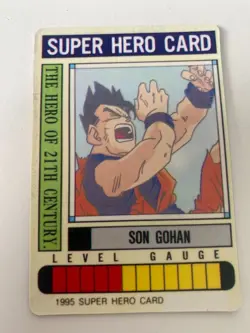 SUPER HERO CARD
THE HERO OF 21TH CENTURY.
SON GOHAN
LEVEL GAUGE
1995 SUPER HERO CARD